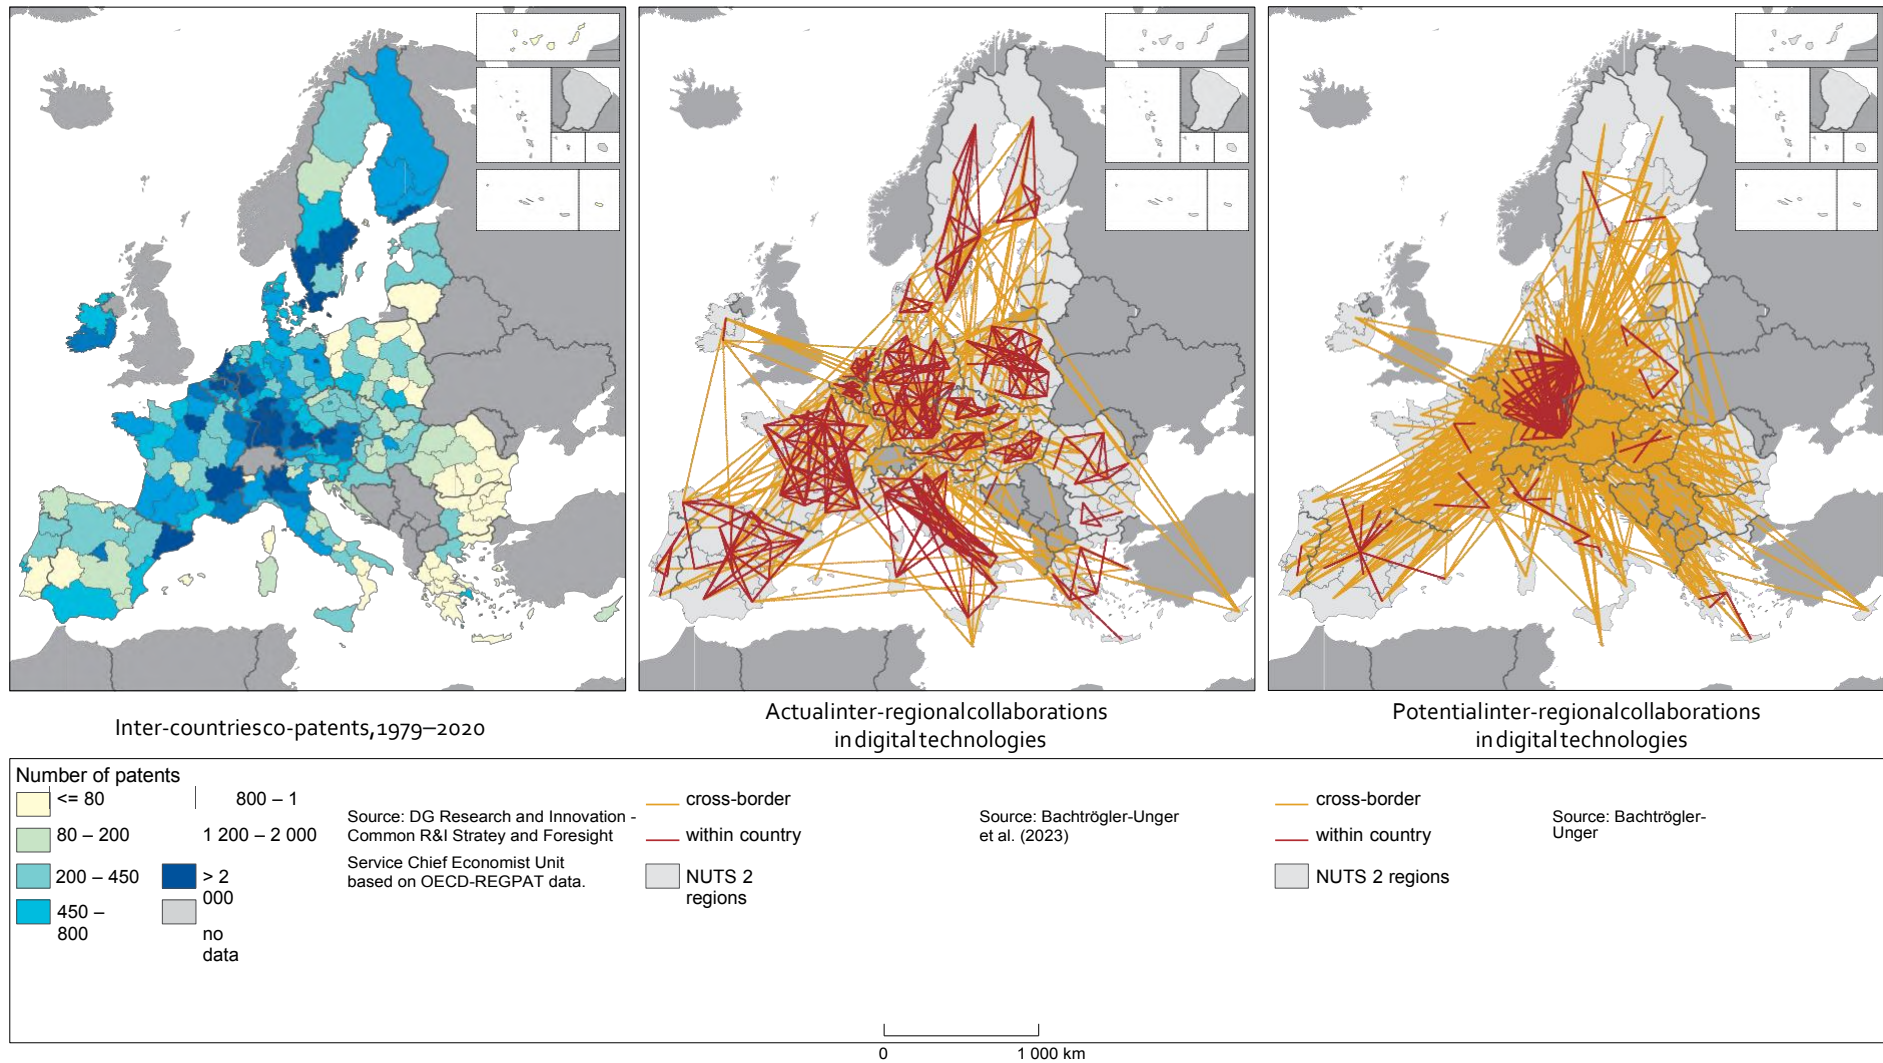 Inter-countriesco-patents,1979–2020
Actualinter-regionalcollaborations
indigitaltechnologies
Potentialinter-regionalcollaborations
indigitaltechnologies
Number of patents
<= 80
80 – 200
200 – 450
450 –
800
800 – 1
1 200 – 2 000
> 2
000
no
data
Source: DG Research and Innovation -
Common R&I Stratey and Foresight
Service Chief Economist Unit
based on OECD-REGPAT data.
cross-border
within country
NUTS 2
regions
Source: Bachtrögler-Unger
et al. (2023)
cross-border
within country
NUTS 2 regions
Source: Bachtrögler-
Unger
0
1 000 km